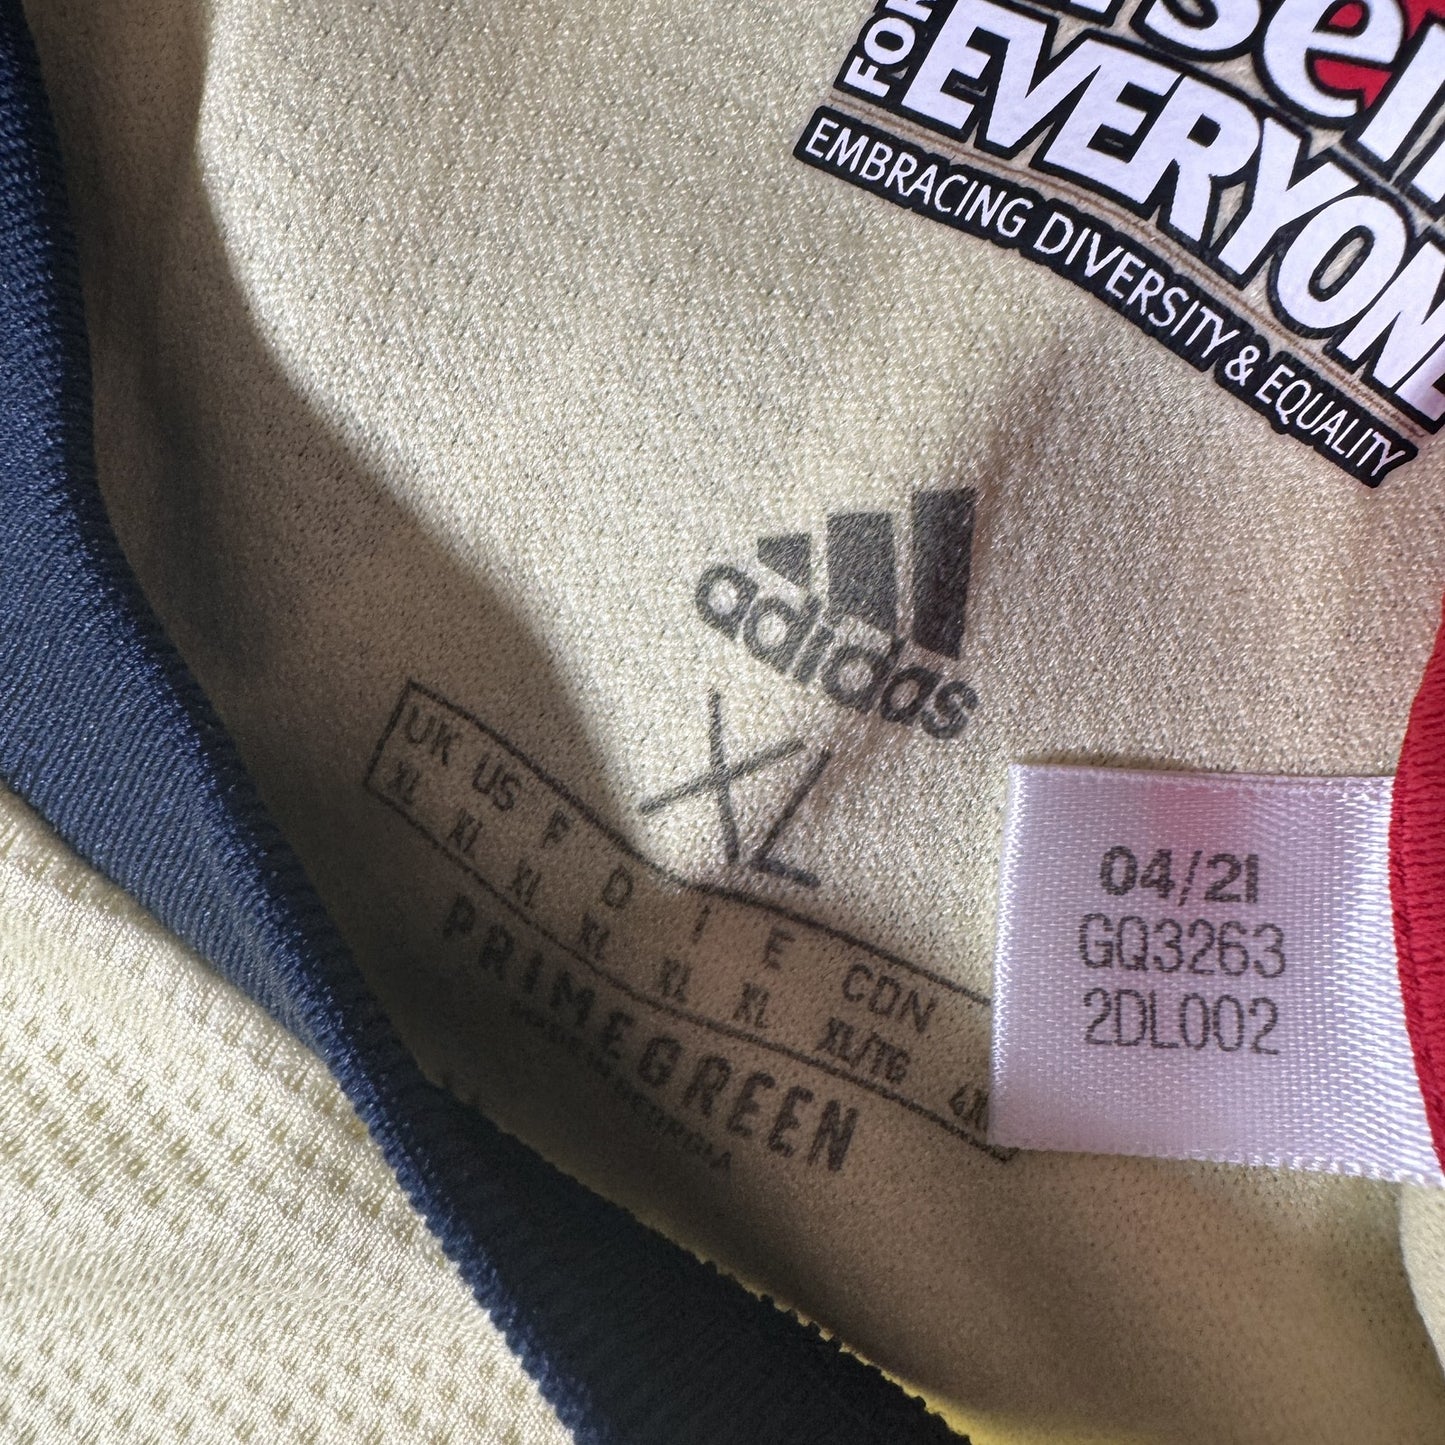 FOR
EVERYONE
EMBRACING DIVERSITY & EQUALITY
adidas
XL
UK US F D I E CDN
XL XL XL XL XL XL XL/TG
PRIMEGREEN
GEORGIA
04/21
GQ3263
2DL002